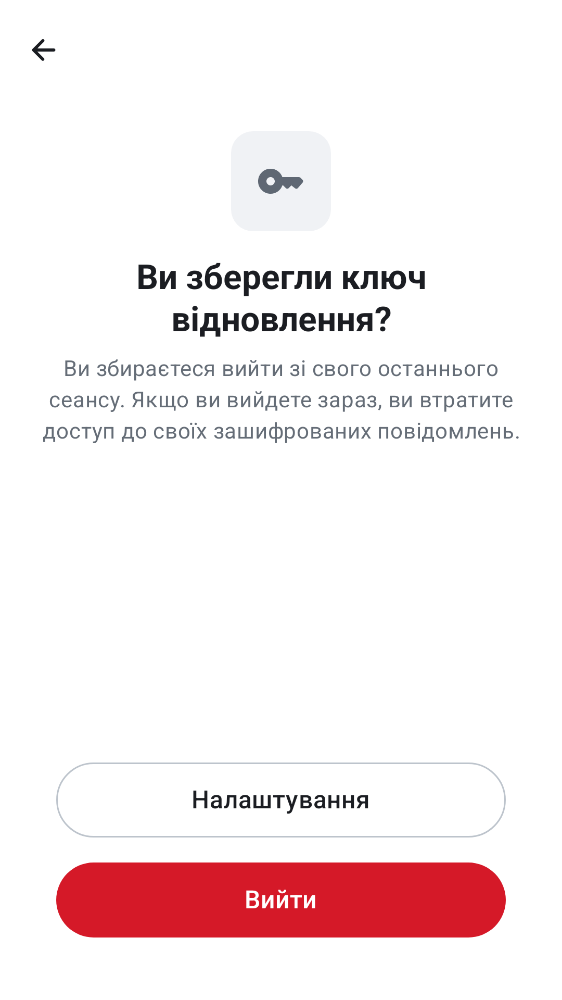 Ви зберегли ключ
відновлення?
Ви збираєтеся вийти зі свого останнього
сеансу. Якщо ви вийдете зараз, ви втратите
доступ до своїх зашифрованих повідомлень.
Налаштування
Вийти